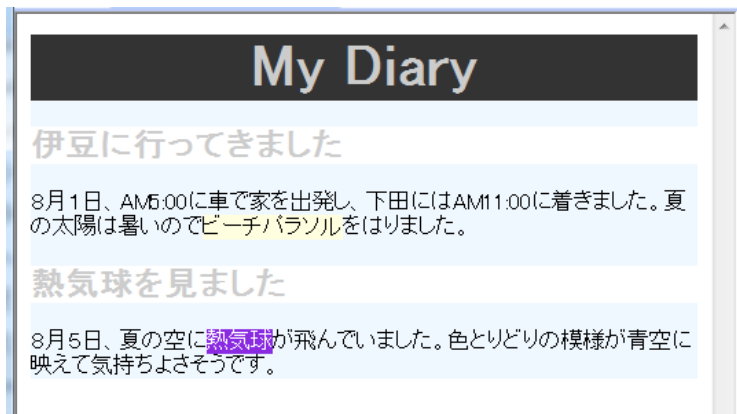 My Diary
伊豆に行ってきました
8月1日、AM5:00に車で家を出発し、下田にはAM11:00に着きました。夏
の太陽は暑いのでビーチパラソルをはりました。
熱気球を見ました
8月5日、夏の空に熱気球が飛んでいました。色とりどりの模様が青空に
映えて気持ちよさそうです。